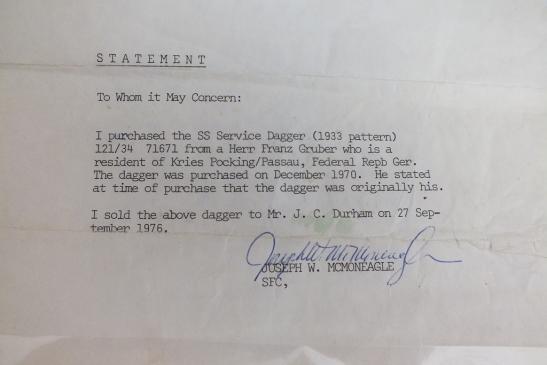 S T A T E M E N T
To Whom it May Concern:
I purchased the SS Service Dagger (1933 pattern)
121/34 71671 from a Herr Franz Gruber who is a
resident of Kries Pocking/Passau, Federal Repb Ger.
The dagger was purchased on December 1970. He stated
at time of purchase that the dagger was originally his.
I sold the above dagger to Mr. J. C. Durham on 27 Sep-
tember 1976.
JOSEPH W. MCMONEAGLE
SFC,